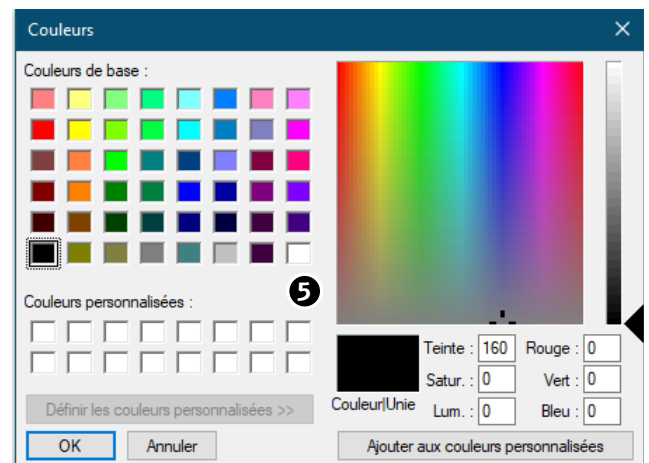 Couleurs
Couleurs de base :
❺
Couleurs personnalisées :
Définir les couleurs personnalisées >>
OK Annuler
Couleur|Unie
Teinte : 160 Rouge : 0
Satur. : 0 Vert : 0
Lum. : 0 Bleu : 0
Ajouter aux couleurs personnalisées